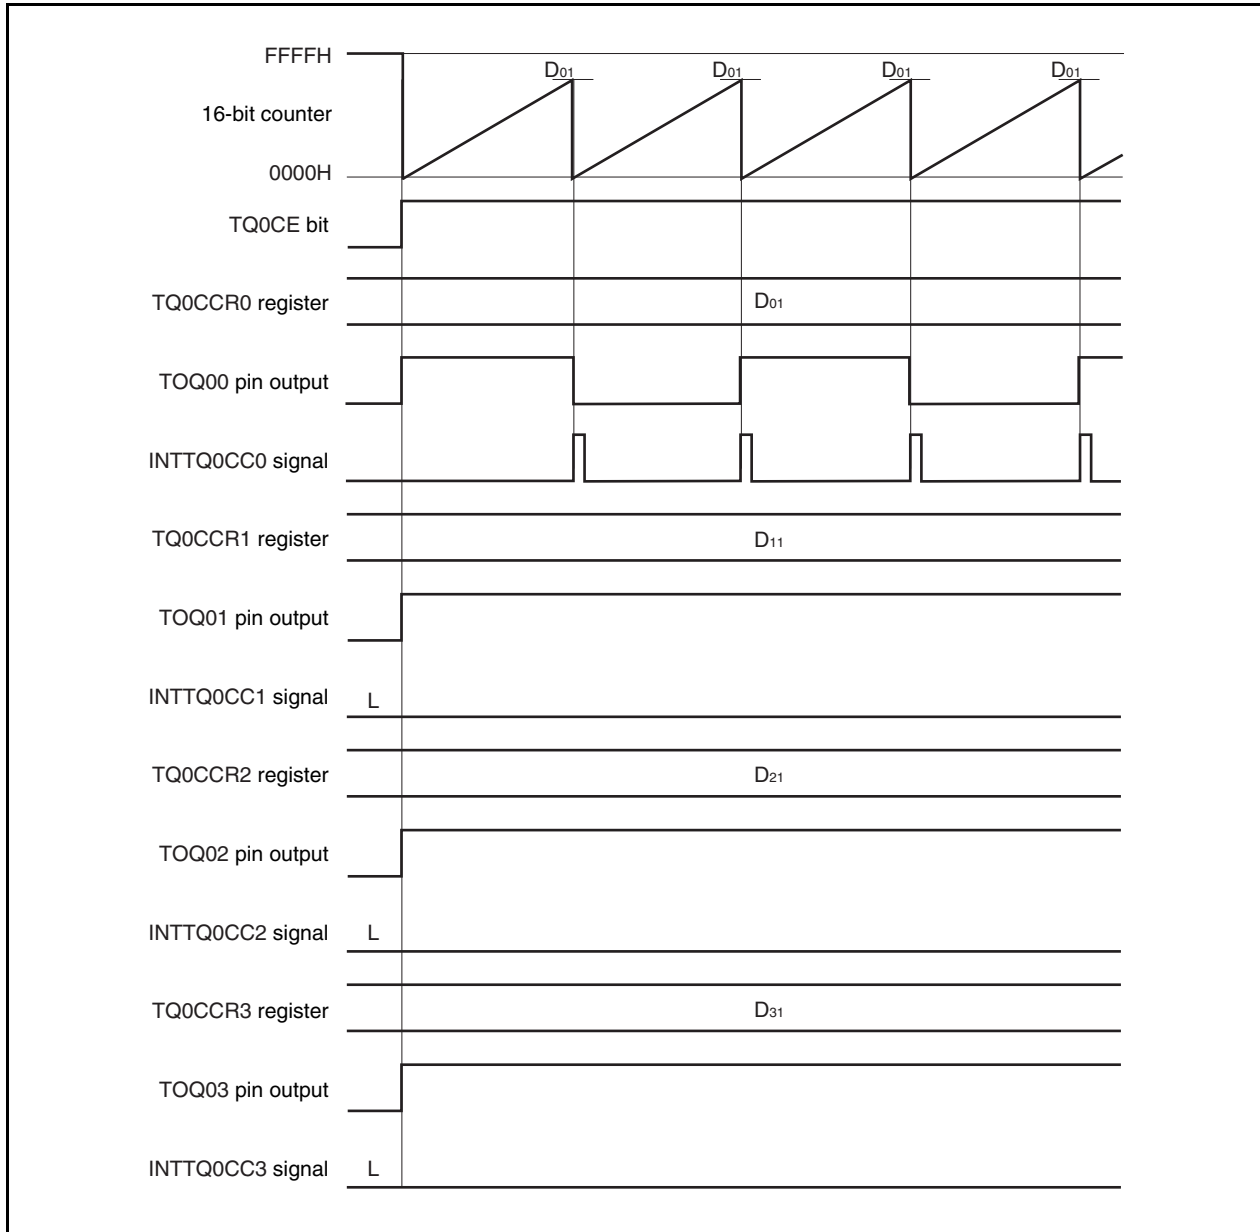 FFFFH
D01 D01 D01 D01
16-bit counter
0000H
TQ0CE bit
TQ0CCR0 register D01
TOQ00 pin output
INTTQ0CC0 signal
TQ0CCR1 register D11
TOQ01 pin output
INTTQ0CC1 signal L
TQ0CCR2 register D21
TOQ02 pin output
INTTQ0CC2 signal L
TQ0CCR3 register D31
TOQ03 pin output
INTTQ0CC3 signal L